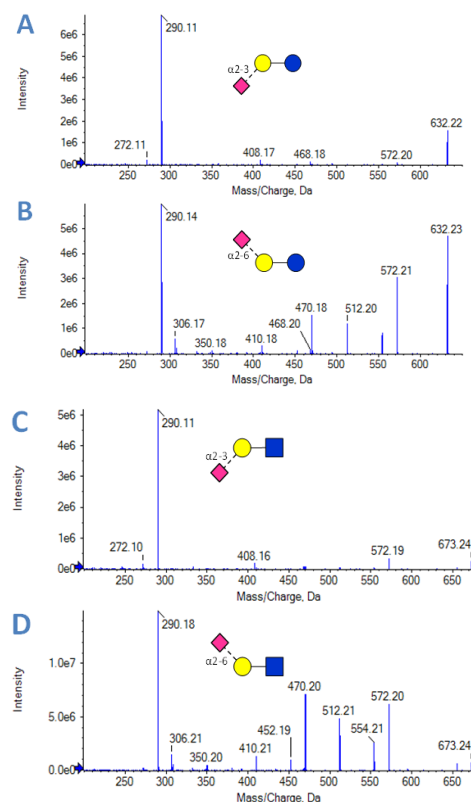 A
Intensity
6e6
5e6
4e6
3e6
2e6
1e6
0e0
290.11
α2-3
272.11
408.17
468.18
572.20
632.22
250 300 350 400 450 500 550 600 650
Mass/Charge, Da
B
Intensity
6e6
5e6
4e6
3e6
2e6
1e6
0e0
290.14
α2-6
306.17
350.18
410.18
468.20
470.18
512.20
572.21
632.23
250 300 350 400 450 500 550 600 650
Mass/Charge, Da
C
Intensity
5e6
4e6
3e6
2e6
1e6
0e0
290.11
α2-3
272.10
408.16
572.19
673.24
250 300 350 400 450 500 550 600 650
Mass/Charge, Da
D
Intensity
1.0e7
5.0e6
0.0e0
290.18
α2-6
306.21
350.20
410.21
452.19
470.20
512.21
554.21
572.20
673.24
250 300 350 400 450 500 550 600 650
Mass/Charge, Da